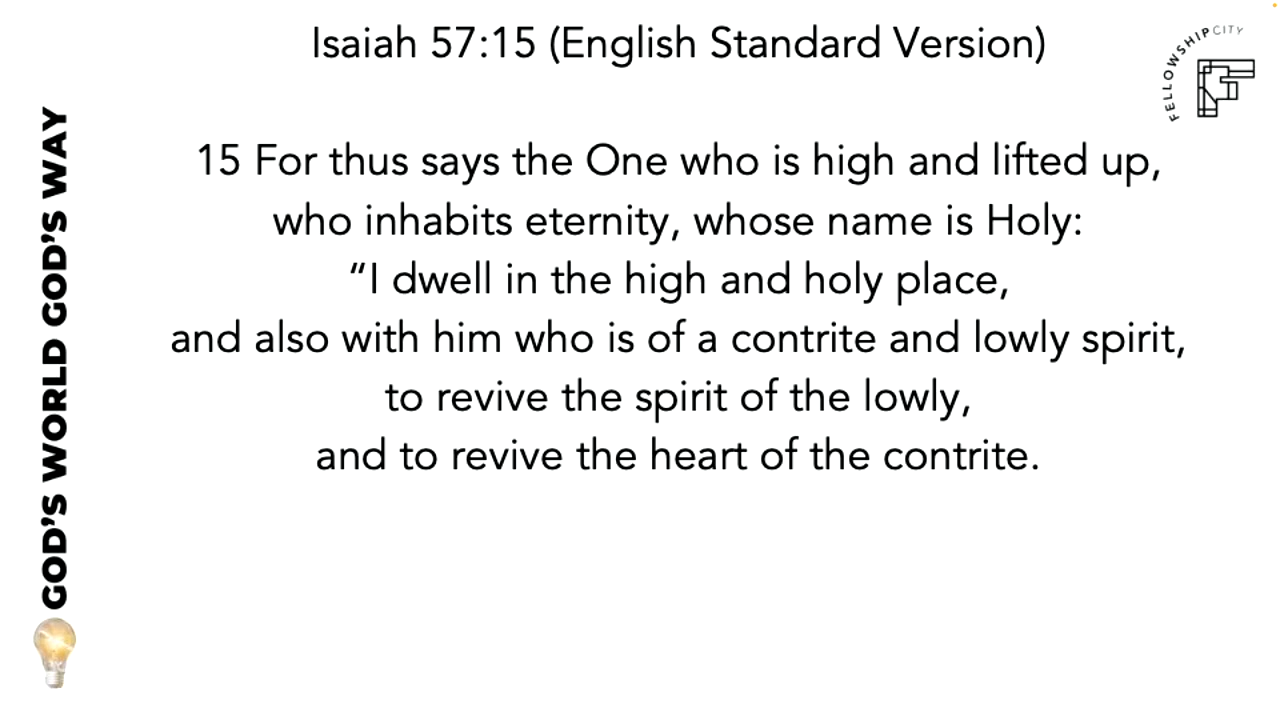 Isaiah 57:15 (English Standard Version)
FELLOWSHIPCITY
GOD'S WORLD GOD'S WAY
15 For thus says the One who is high and lifted up,
who inhabits eternity, whose name is Holy:
“I dwell in the high and holy place,
and also with him who is of a contrite and lowly spirit,
to revive the spirit of the lowly,
and to revive the heart of the contrite.